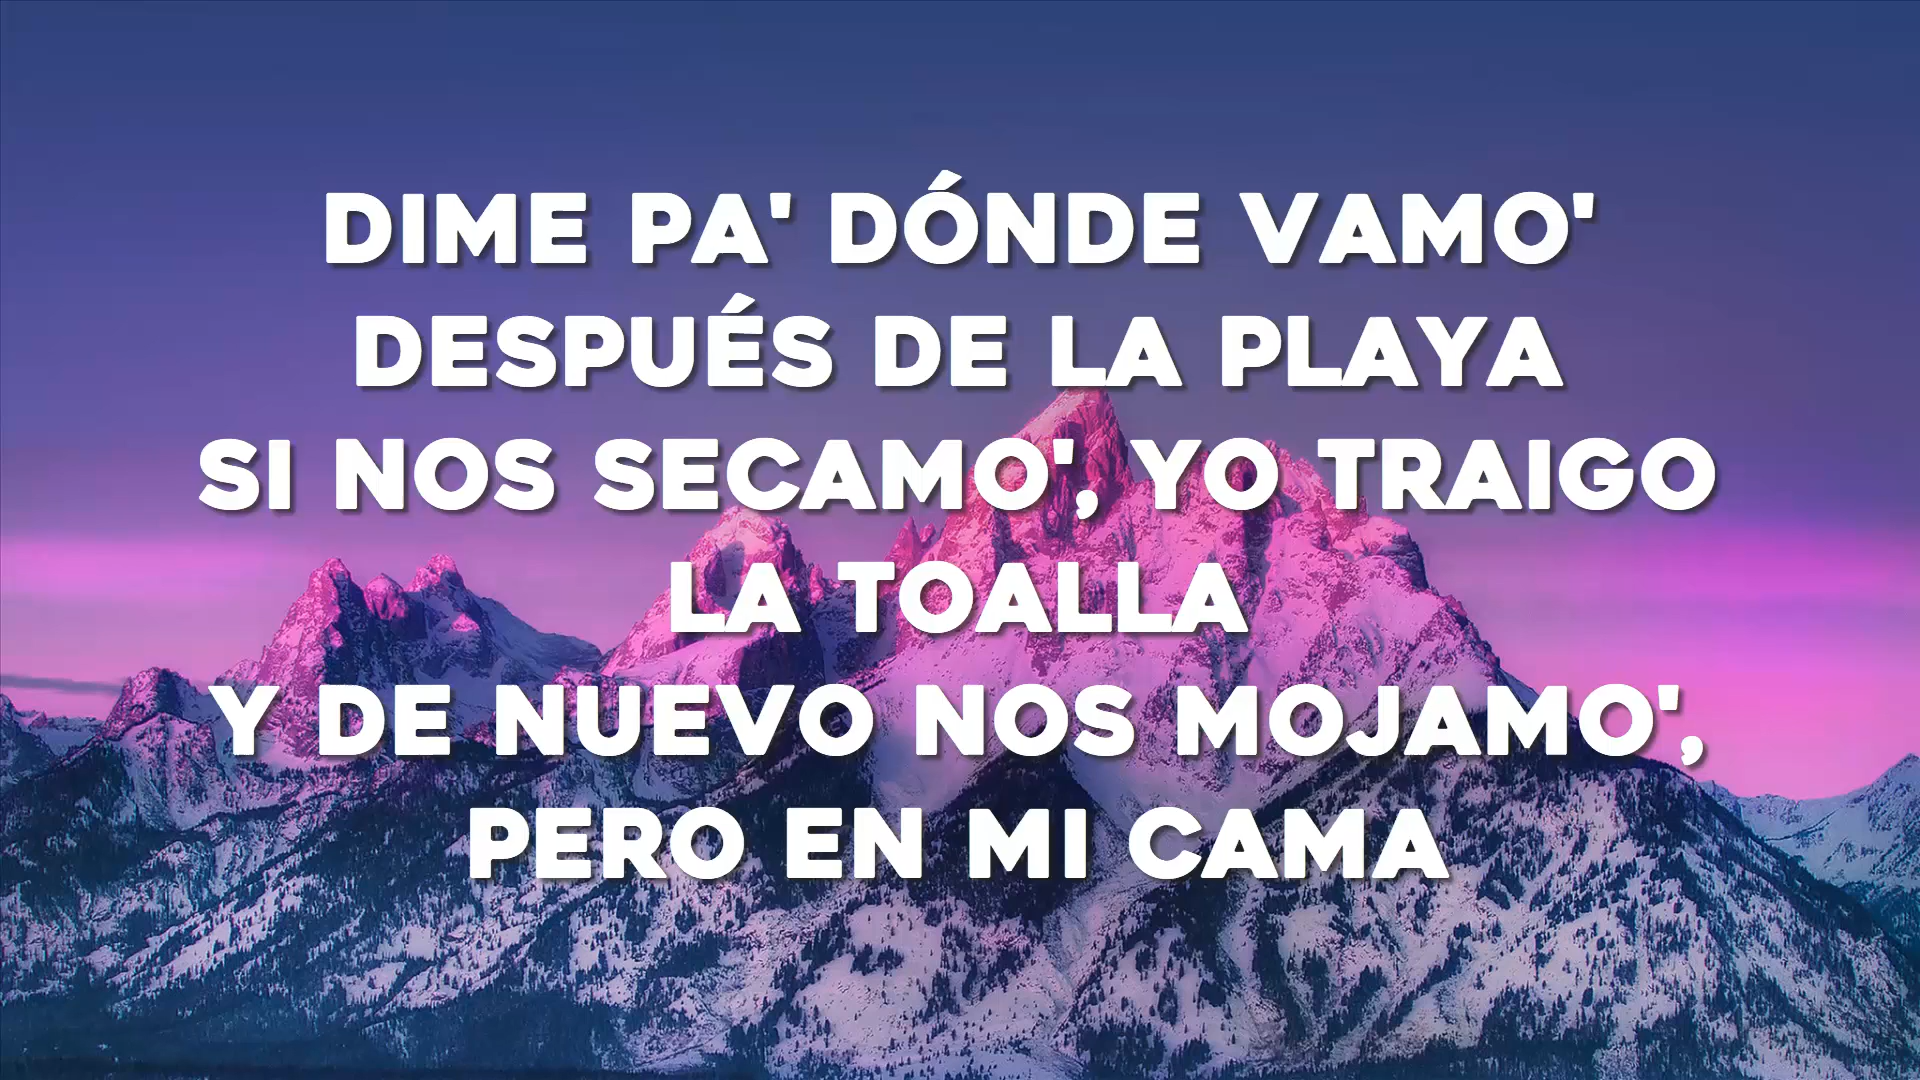 DIME PA' DÓNDE VAMO'
DESPUÉS DE LA PLAYA
SI NOS SECAMO', YO TRAIGO
LA TOALLA
Y DE NUEVO NOS MOJAMO',
PERO EN MI CAMA